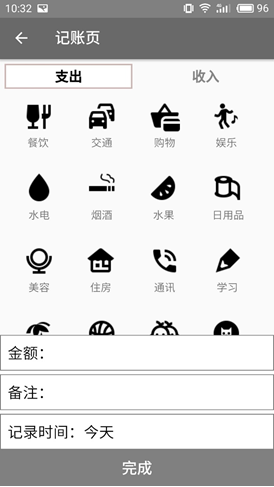 10:32 96
记账页
支出 收入
餐饮 交通 购物 娱乐
水电 烟酒 水果 日用品
美容 住房 通讯 学习
金额：
备注：
记录时间：今天
完成